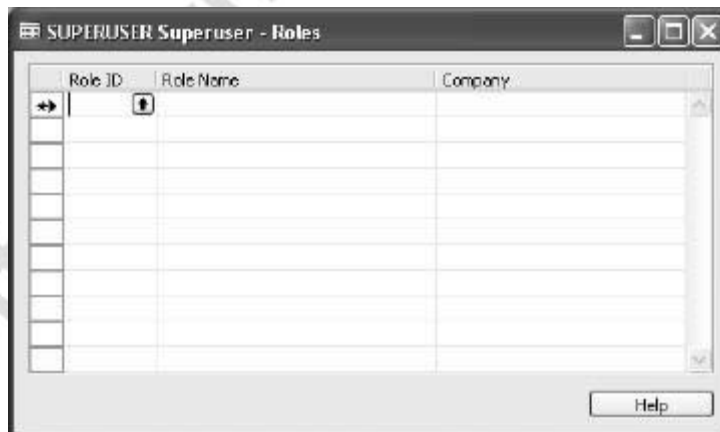 SUPERUSER Superuser - Roles
Role ID Role Name Company
Help